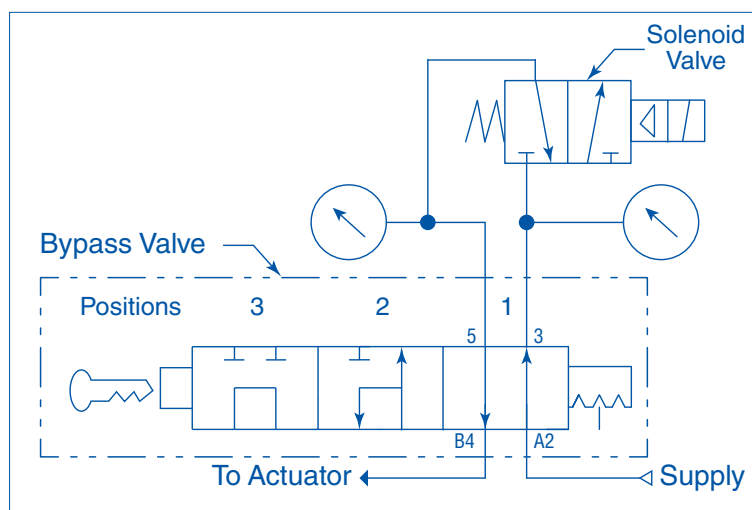 Solenoid
Valve
Bypass Valve
Positions 3 2 1
5 3
B4 A2
To Actuator Supply